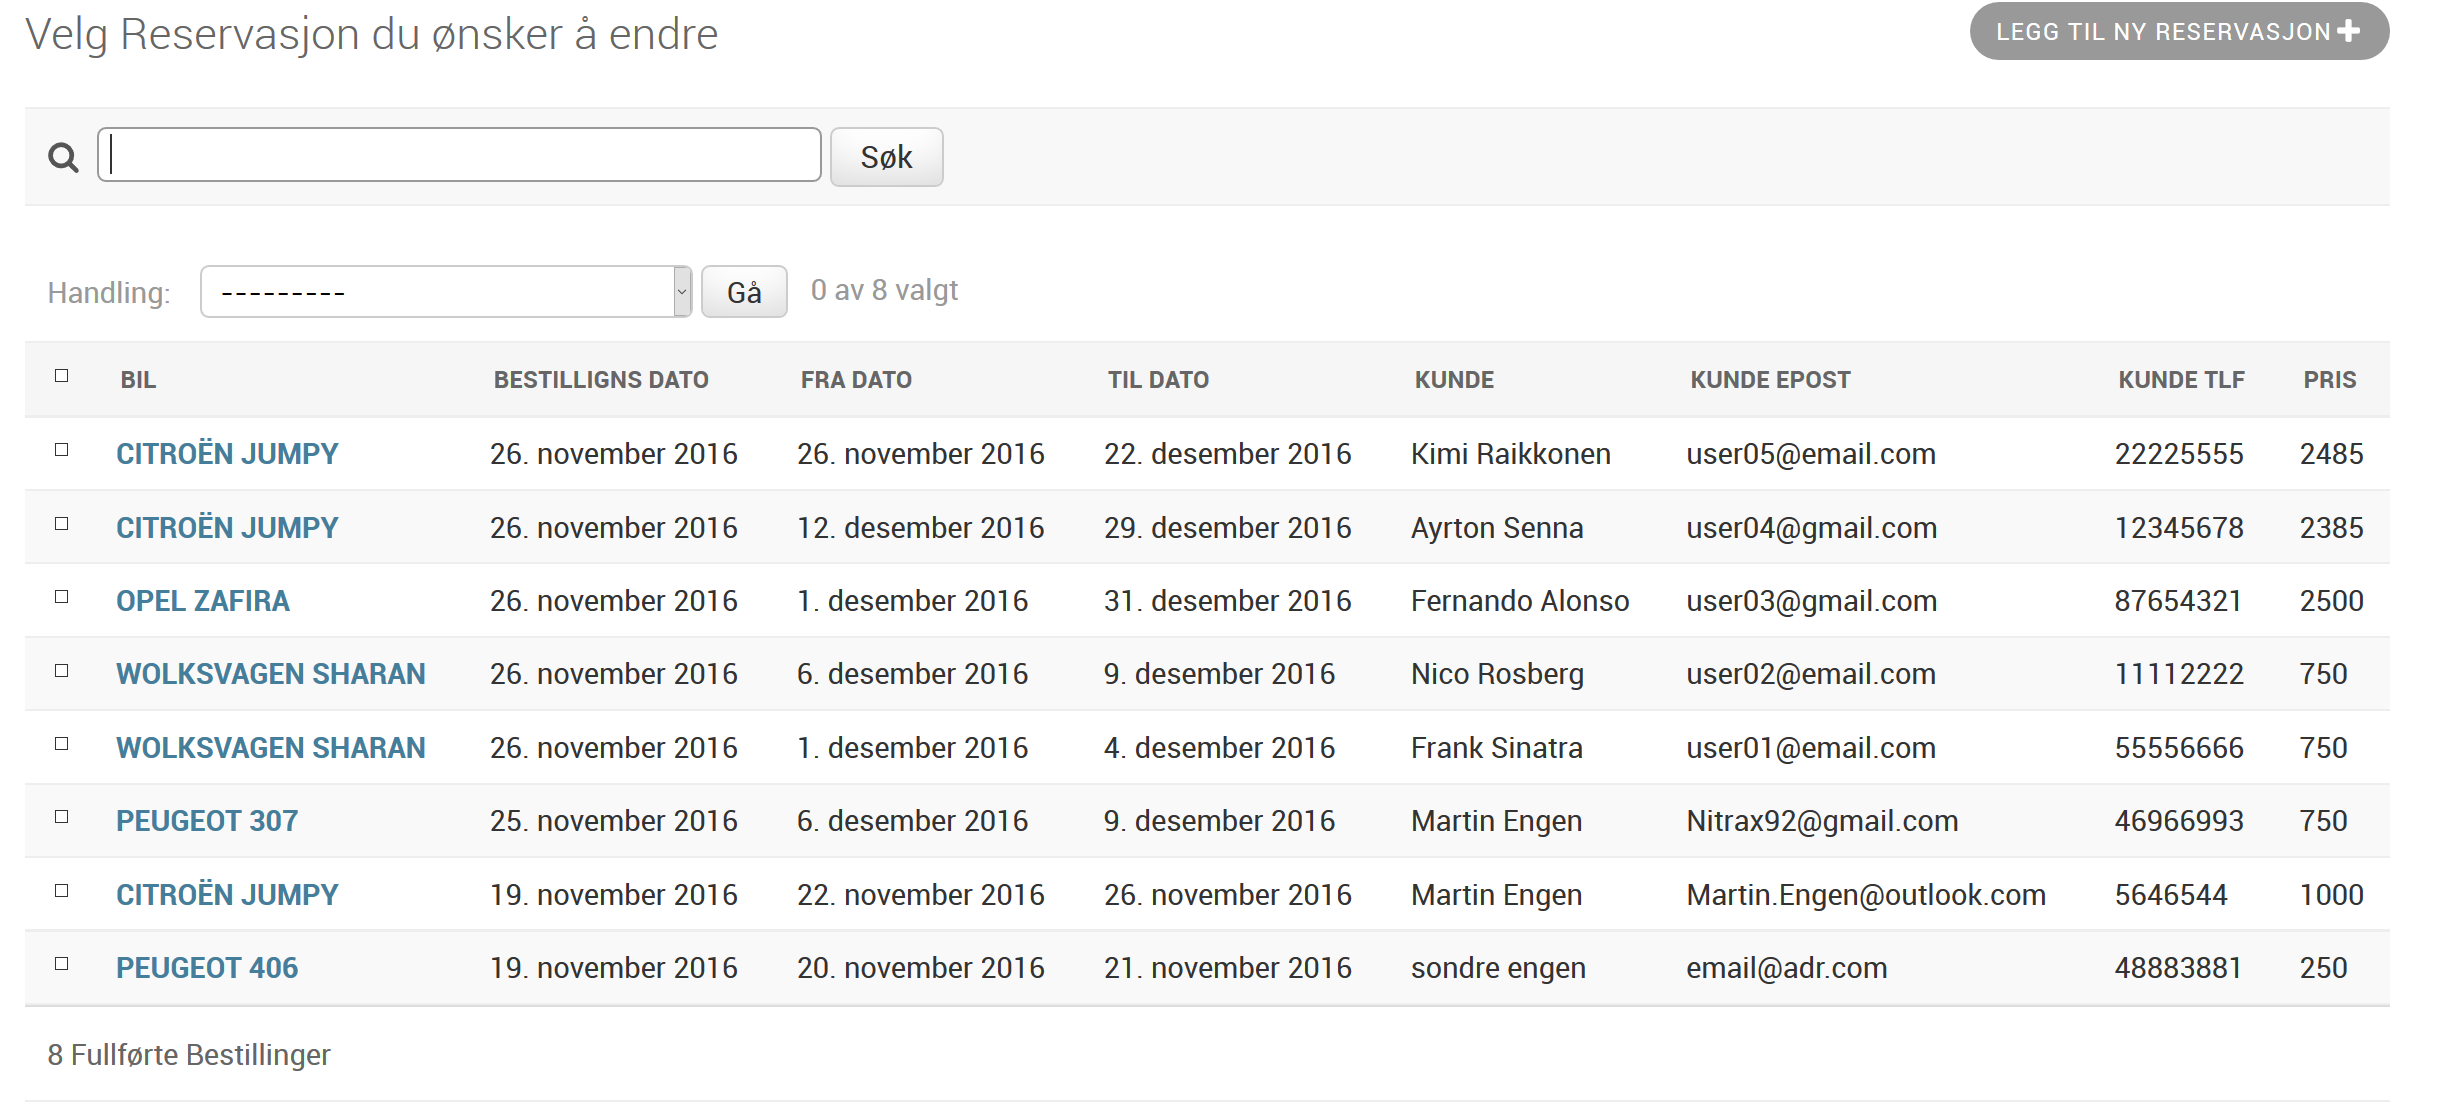 Velg Reservasjon du ønsker å endre
LEGG TIL NY RESERVASJON
Søk
Handling: --------- Gå 0 av 8 valgt
BIL BESTILLIGNS DATO FRA DATO TIL DATO KUNDE KUNDE EPOST KUNDE TLF PRIS
CITROËN JUMPY 26. november 2016 26. november 2016 22. desember 2016 Kimi Raikkonen user05@email.com 22225555 2485
CITROËN JUMPY 26. november 2016 12. desember 2016 29. desember 2016 Ayrton Senna user04@gmail.com 12345678 2385
OPEL ZAFIRA 26. november 2016 1. desember 2016 31. desember 2016 Fernando Alonso user03@gmail.com 87654321 2500
WOLKSVAGEN SHARAN 26. november 2016 6. desember 2016 9. desember 2016 Nico Rosberg user02@email.com 11112222 750
WOLKSVAGEN SHARAN 26. november 2016 1. desember 2016 4. desember 2016 Frank Sinatra user01@email.com 55556666 750
PEUGEOT 307 25. november 2016 6. desember 2016 9. desember 2016 Martin Engen Nitrax92@gmail.com 46966993 750
CITROËN JUMPY 19. november 2016 22. november 2016 26. november 2016 Martin Engen Martin.Engen@outlook.com 5646544 1000
PEUGEOT 406 19. november 2016 20. november 2016 21. november 2016 sondre engen email@adr.com 48883881 250
8 Fullførte Bestillinger